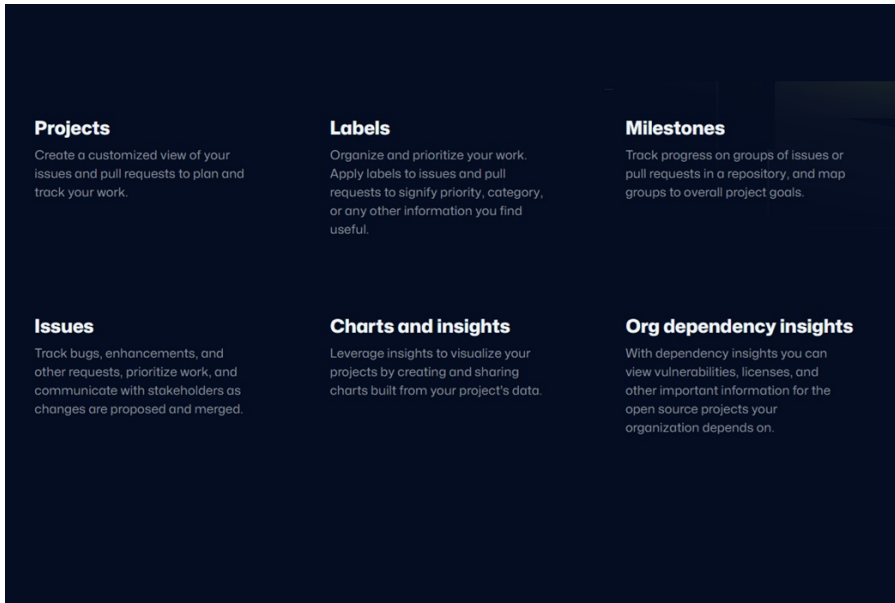 Projects
Create a customized view of your
issues and pull requests to plan and
track your work.
Labels
Organize and prioritize your work.
Apply labels to issues and pull
requests to signify priority, category,
or any other information you find
useful.
Milestones
Track progress on groups of issues or
pull requests in a repository, and map
groups to overall project goals.
Issues
Track bugs, enhancements, and
other requests, prioritize work, and
communicate with stakeholders as
changes are proposed and merged.
Charts and insights
Leverage insights to visualize your
projects by creating and sharing
charts built from your project's data.
Org dependency insights
With dependency insights you can
view vulnerabilities, licenses, and
other important information for the
open source projects your
organization depends on.